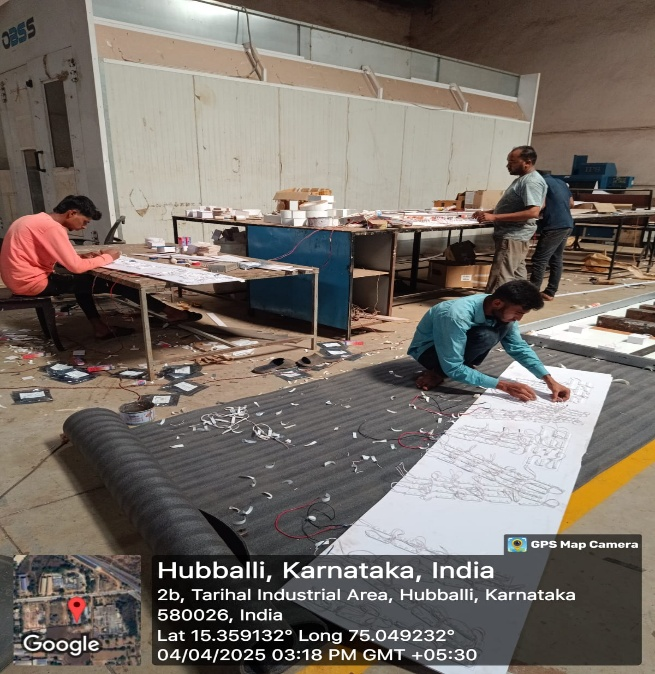 OBSS
GPS Map Camera
Hubballi, Karnataka, India
2b, Tarihal Industrial Area, Hubballi, Karnataka
580026, India
Lat 15.359132° Long 75.049232°
04/04/2025 03:18 PM GMT +05:30
Google